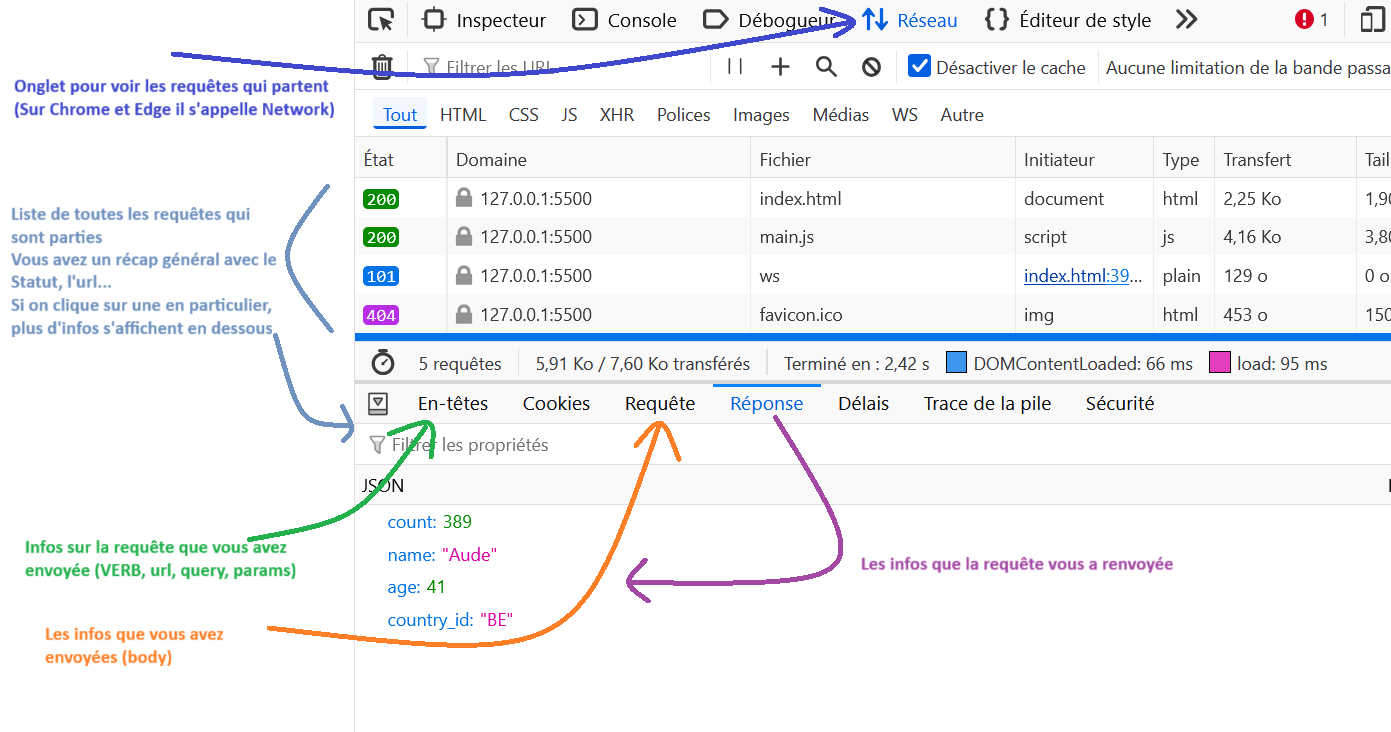 Inspecteur Console Débogueur Réseau Éditeur de style 1
Filtrer les URL Désactiver le cache Aucune limitation de la bande passa
Onglet pour voir les requêtes qui partent
(Sur Chrome et Edge il s'appelle Network)
Tout HTML CSS JS XHR Polices Images Médias WS Autre
État Domaine Fichier Initiateur Type Transfert Tail
200 127.0.0.1:5500 index.html document html 2,25 Ko 1,90
200 127.0.0.1:5500 main.js script js 4,16 Ko 3,80
101 127.0.0.1:5500 ws index.html:39... plain 129 o 0 o
404 127.0.0.1:5500 favicon.ico img html 453 o 150
Liste de toutes les requêtes qui
sont parties
Vous avez un récap général avec le
Statut, l'url...
Si on clique sur une en particulier,
plus d'infos s'affichent en dessous
5 requêtes 5,91 Ko / 7,60 Ko transférés Terminé en : 2,42 s DOMContentLoaded: 66 ms load: 95 ms
En-têtes Cookies Requête Réponse Délais Trace de la pile Sécurité
Filtrer les propriétés
JSON
count: 389
name: "Aude"
age: 41
country_id: "BE"
Infos sur la requête que vous avez
envoyée (VERB, url, query, params)
Les infos que la requête vous a renvoyée
Les infos que vous avez
envoyées (body)